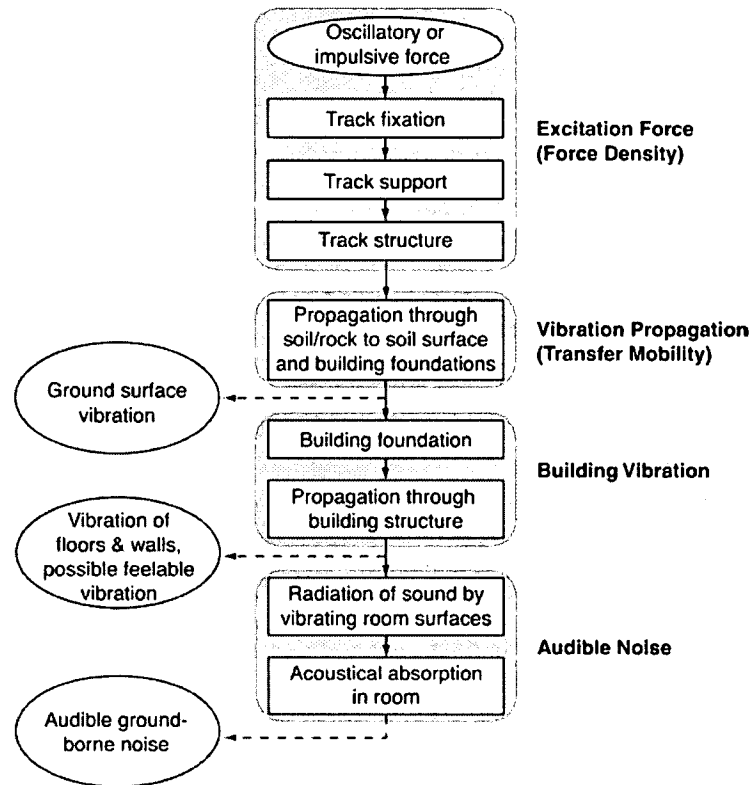 Oscillatory or
impulsive force
Track fixation
Excitation Force
(Force Density)
Track support
Track structure
Propagation through
soil/rock to soil surface
and building foundations
Vibration Propagation
(Transfer Mobility)
Ground surface
vibration
Building foundation
Building Vibration
Propagation through
building structure
Vibration of
floors & walls,
possible feelable
vibration
Radiation of sound by
vibrating room surfaces
Audible Noise
Acoustical absorption
in room
Audible ground-
borne noise